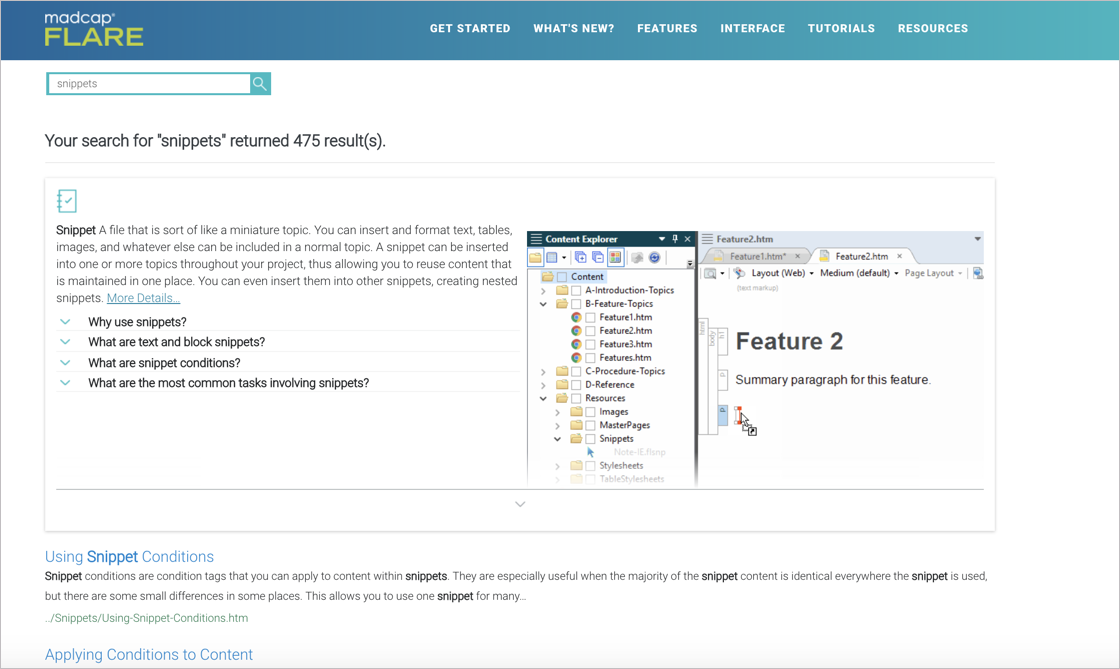 madcap®
FLARE
GET STARTED
WHAT'S NEW?
FEATURES
INTERFACE
TUTORIALS
RESOURCES
snippets
Your search for "snippets" returned 475 result(s).
Snippet A file that is sort of like a miniature topic. You can insert and format text, tables,
images, and whatever else can be included in a normal topic. A snippet can be inserted
into one or more topics throughout your project, thus allowing you to reuse content that
is maintained in one place. You can even insert them into other snippets, creating nested
snippets. More Details...
Why use snippets?
What are text and block snippets?
What are snippet conditions?
What are the most common tasks involving snippets?
Content Explorer
Content
A-Introduction-Topics
B-Feature-Topics
Feature1.htm
Feature2.htm
Feature3.htm
Features.htm
C-Procedure-Topics
D-Reference
Resources
Images
MasterPages
Snippets
Note-IE.flsnp
Stylesheets
TableStylesheets
Feature2.htm
Feature1.htm*
Feature2.htm
Layout (Web)
Medium (default)
Page Layout
(text markup)
html
body
h1
p
p
Feature 2
Summary paragraph for this feature.
Using Snippet Conditions
Snippet conditions are condition tags that you can apply to content within snippets. They are especially useful when the majority of the snippet content is identical everywhere the snippet is used,
but there are some small differences in some places. This allows you to use one snippet for many...
../Snippets/Using-Snippet-Conditions.htm
Applying Conditions to Content